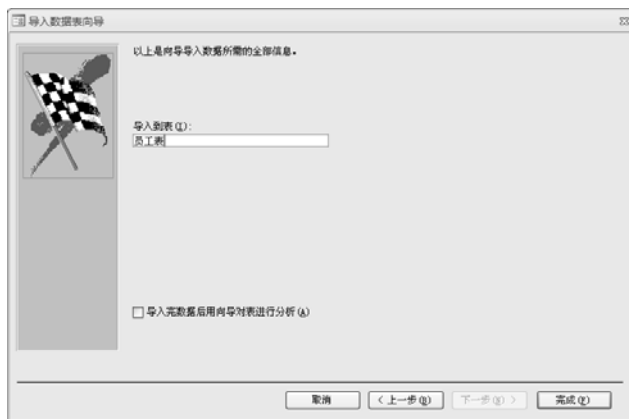 导入数据表向导
以上是向导导入数据所需的全部信息。
导入到表(I):
员工表
导入完数据后用向导对表进行分析(A)
取消
< 上一步(B)
下一步(N) >
完成(F)